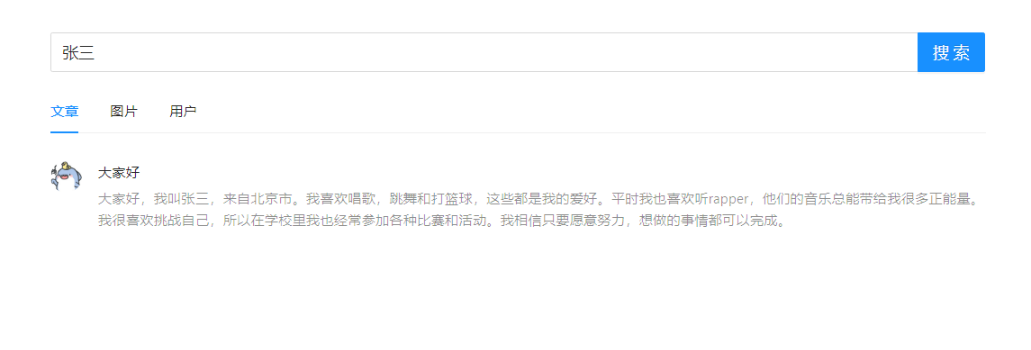 张三
搜 索
文章 图片 用户
大家好
大家好，我叫张三，来自北京市。我喜欢唱歌，跳舞和打篮球，这些都是我的爱好。平时我也喜欢听rapper，他们的音乐总能带给我很多正能量。
我很喜欢挑战自己，所以在学校里我也经常参加各种比赛和活动。我相信只要愿意努力，想做的事情都可以完成。